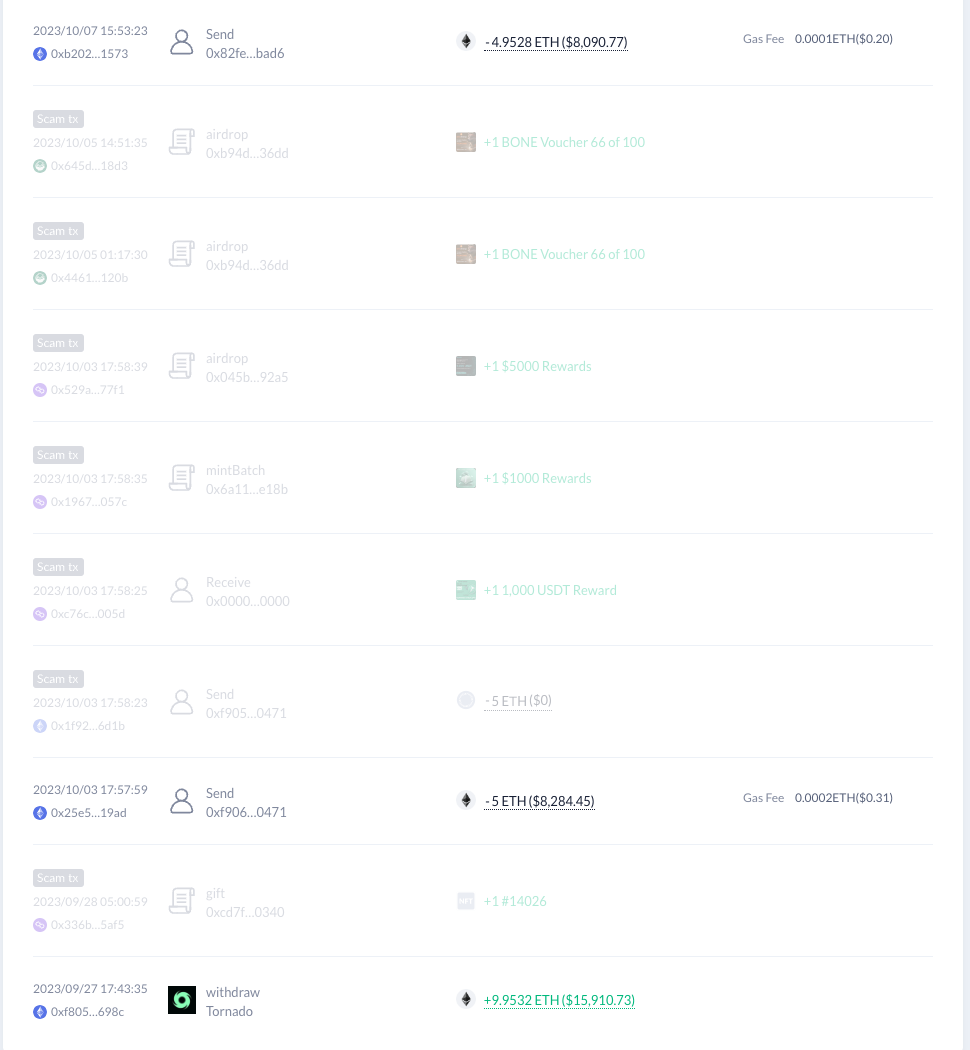 2023/10/07 15:53:23
0xb202...1573
Send
0x82fe...bad6
-4.9528 ETH ($8,090.77)
Gas Fee 0.0001ETH($0.20)
Scam tx
2023/10/05 14:51:35
0x645d...18d3
airdrop
0xb94d...36dd
+1 BONE Voucher 66 of 100
Scam tx
2023/10/05 01:17:30
0x4461...120b
airdrop
0xb94d...36dd
+1 BONE Voucher 66 of 100
Scam tx
2023/10/03 17:58:39
0x529a...77f1
airdrop
0x045b...92a5
+1 $5000 Rewards
Scam tx
2023/10/03 17:58:35
0x1967...057c
mintBatch
0x6a11...e18b
+1 $1000 Rewards
Scam tx
2023/10/03 17:58:25
0xc76c...005d
Receive
0x0000...0000
+1 1,000 USDT Reward
Scam tx
2023/10/03 17:58:23
0x1f92...6d1b
Send
0xf905...0471
-5 ETH ($0)
2023/10/03 17:57:59
0x25e5...19ad
Send
0xf906...0471
-5 ETH ($8,284.45)
Gas Fee 0.0002ETH($0.31)
Scam tx
2023/09/28 05:00:59
0x336b...5af5
gift
0xcd7f...0340
NFT
+1 #14026
2023/09/27 17:43:35
0xf805...698c
withdraw
Tornado
+9.9532 ETH ($15,910.73)